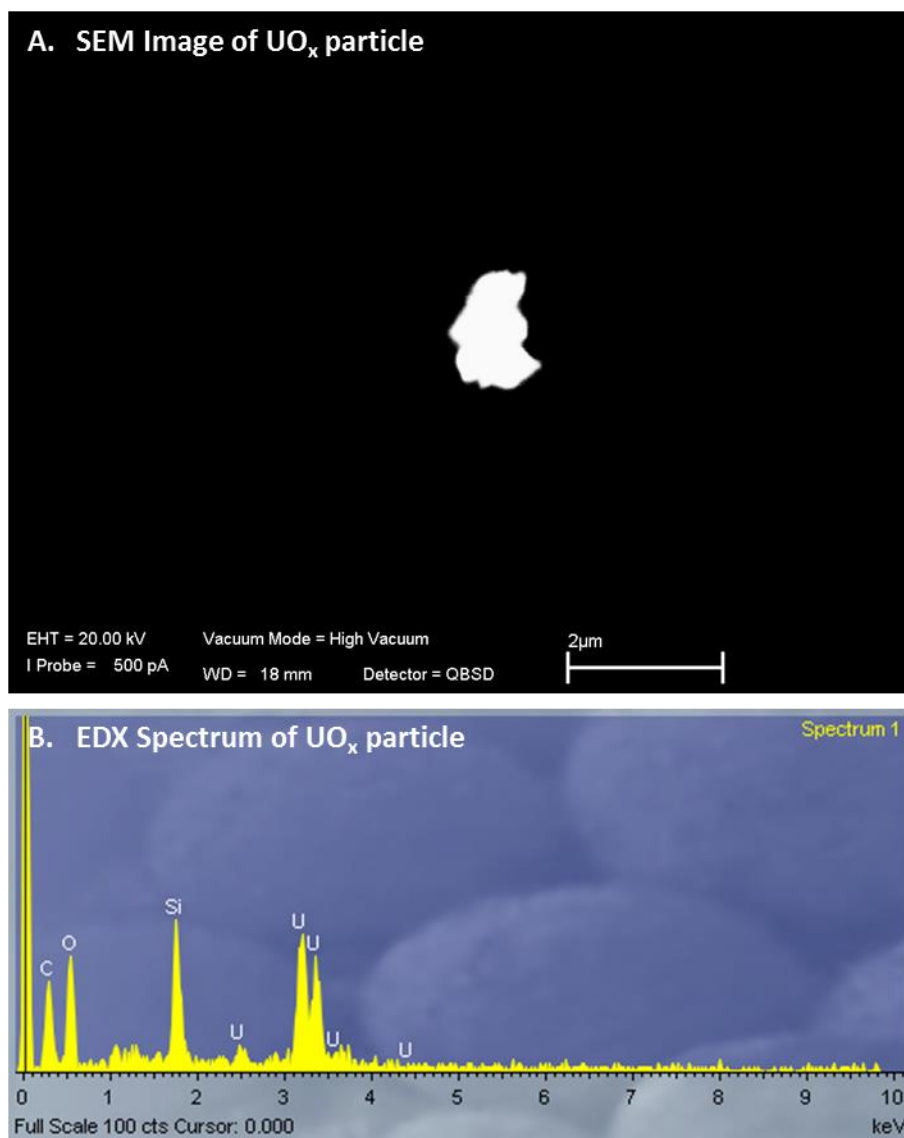 A. SEM Image of UOx particle
EHT = 20.00 kV Vacuum Mode = High Vacuum 2µm
I Probe = 500 pA WD = 18 mm Detector = QBSD
B. EDX Spectrum of UOx particle Spectrum 1
Si
U
O U
C
U U U
0 1 2 3 4 5 6 7 8 9 10
Full Scale 100 cts Cursor: 0.000 keV